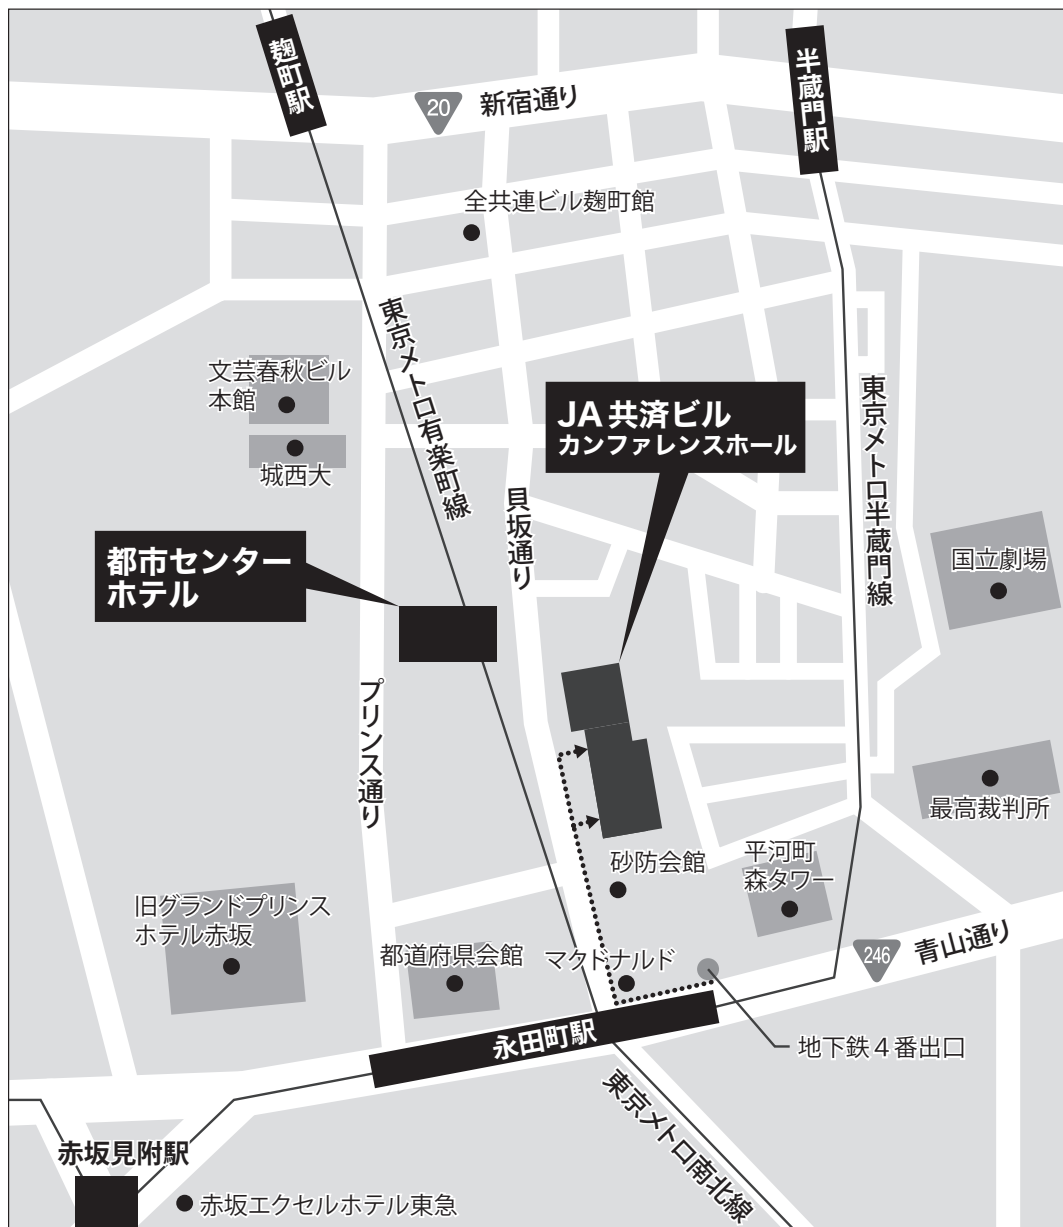 麹町駅
20
新宿通り
半蔵門駅
全共連ビル麹町館
東京メトロ有楽町線
文芸春秋ビル
本館
城西大
JA共済ビル
カンファレンスホール
東京メトロ半蔵門線
貝坂通り
都市センター
ホテル
国立劇場
プリンス通り
最高裁判所
砂防会館
平河町
森タワー
旧グランドプリンス
ホテル赤坂
都道府県会館
マクドナルド
246
青山通り
永田町駅
地下鉄4番出口
東京メトロ南北線
赤坂見附駅
赤坂エクセルホテル東急